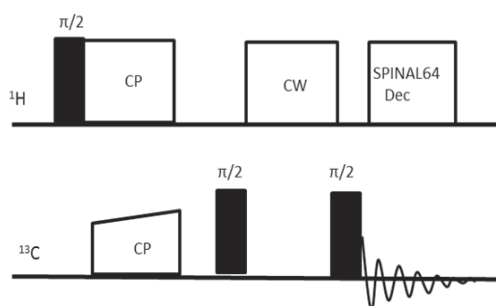 π/2
CP
CW
SPINAL64
Dec
¹H
π/2
π/2
¹³C
CP